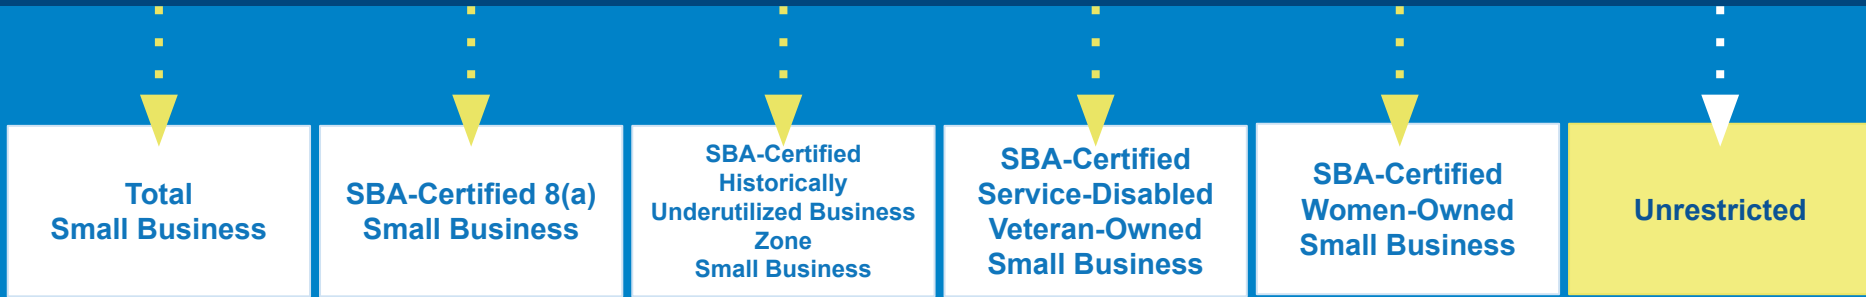 Total
Small Business
SBA-Certified 8(a)
Small Business
SBA-Certified
Historically
Underutilized Business
Zone
Small Business
SBA-Certified
Service-Disabled
Veteran-Owned
Small Business
SBA-Certified
Women-Owned
Small Business
Unrestricted